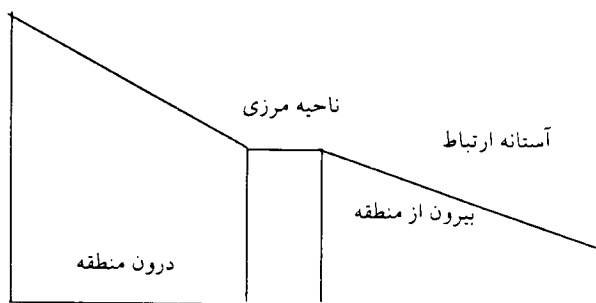 ناحیه مرزی
آستانه ارتباط
بیرون از منطقه
درون منطقه